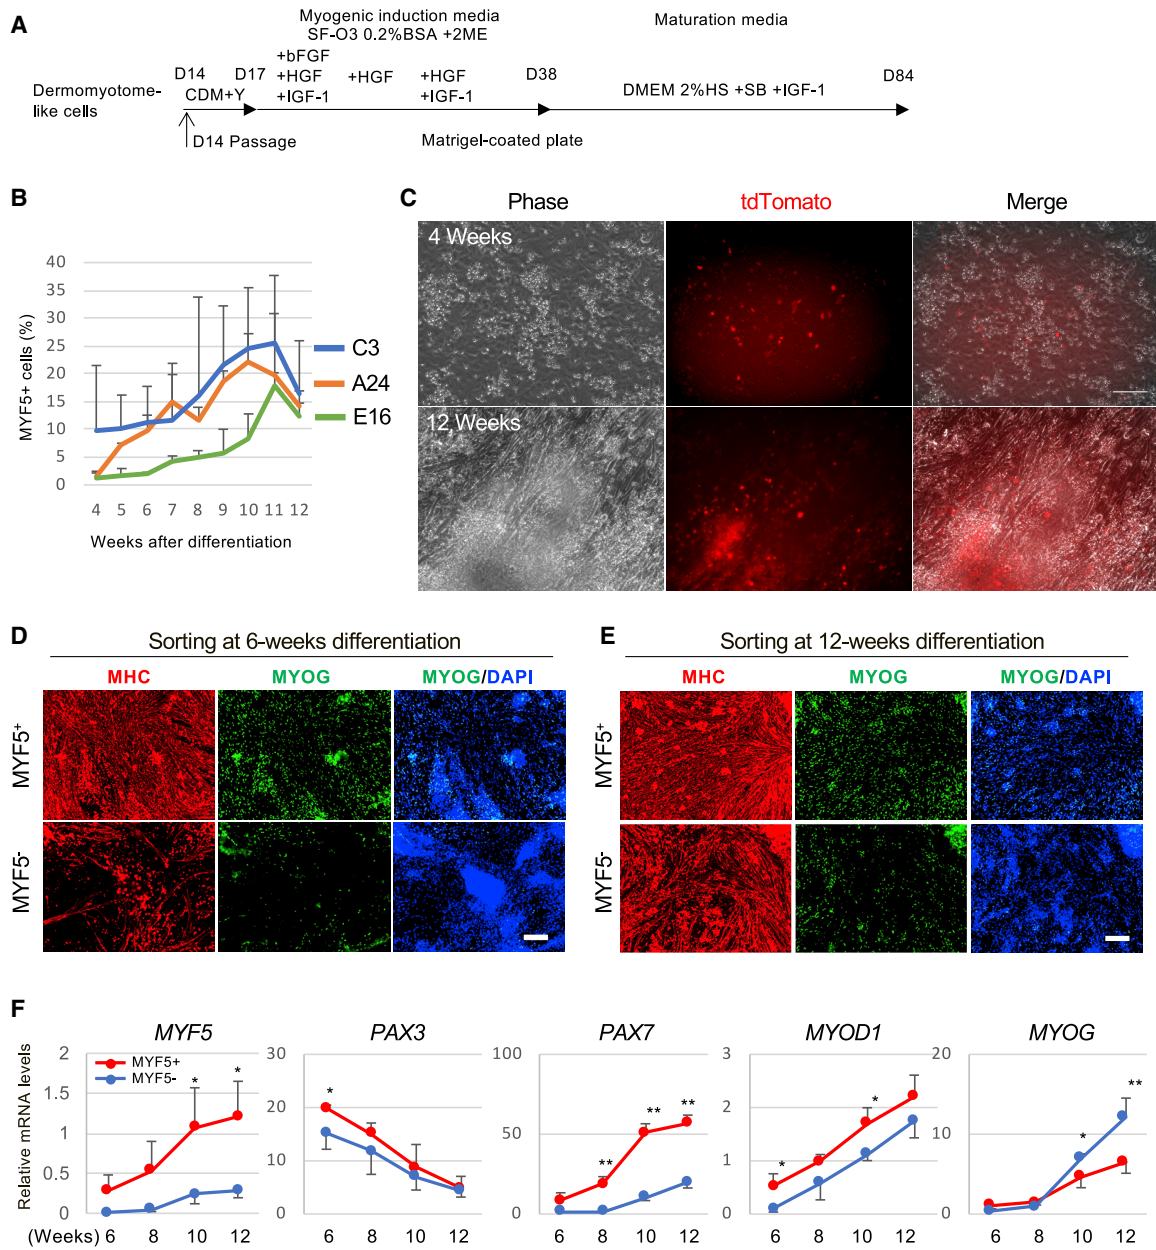 A
Myogenic induction media
SF-O3 0.2%BSA +2ME
Maturation media
Dermomyotome-
like cells
D14
D17
CDM+Y
+bFGF
+HGF
+IGF-1
+HGF
+HGF
+IGF-1
D38
DMEM 2%HS +SB +IGF-1
D84
D14 Passage
Matrigel-coated plate
B
MYF5+ cells (%)
40
35
30
25
20
15
10
5
0
4 5 6 7 8 9 10 11 12
Weeks after differentiation
C3
A24
E16
C
Phase
tdTomato
Merge
4 Weeks
12 Weeks
D
Sorting at 6-weeks differentiation
MHC
MYOG
MYOG/DAPI
MYF5+
MYF5-
E
Sorting at 12-weeks differentiation
MHC
MYOG
MYOG/DAPI
MYF5+
MYF5-
F
Relative mRNA levels
MYF5
2
1.5
1
0.5
0
MYF5+
MYF5-
*
*
(Weeks) 6 8 10 12
PAX3
30
20
10
0
*
6 8 10 12
PAX7
100
50
0
**
**
**
6 8 10 12
MYOD1
3
2
1
0
*
*
6 8 10 12
MYOG
20
10
0
*
**
6 8 10 12